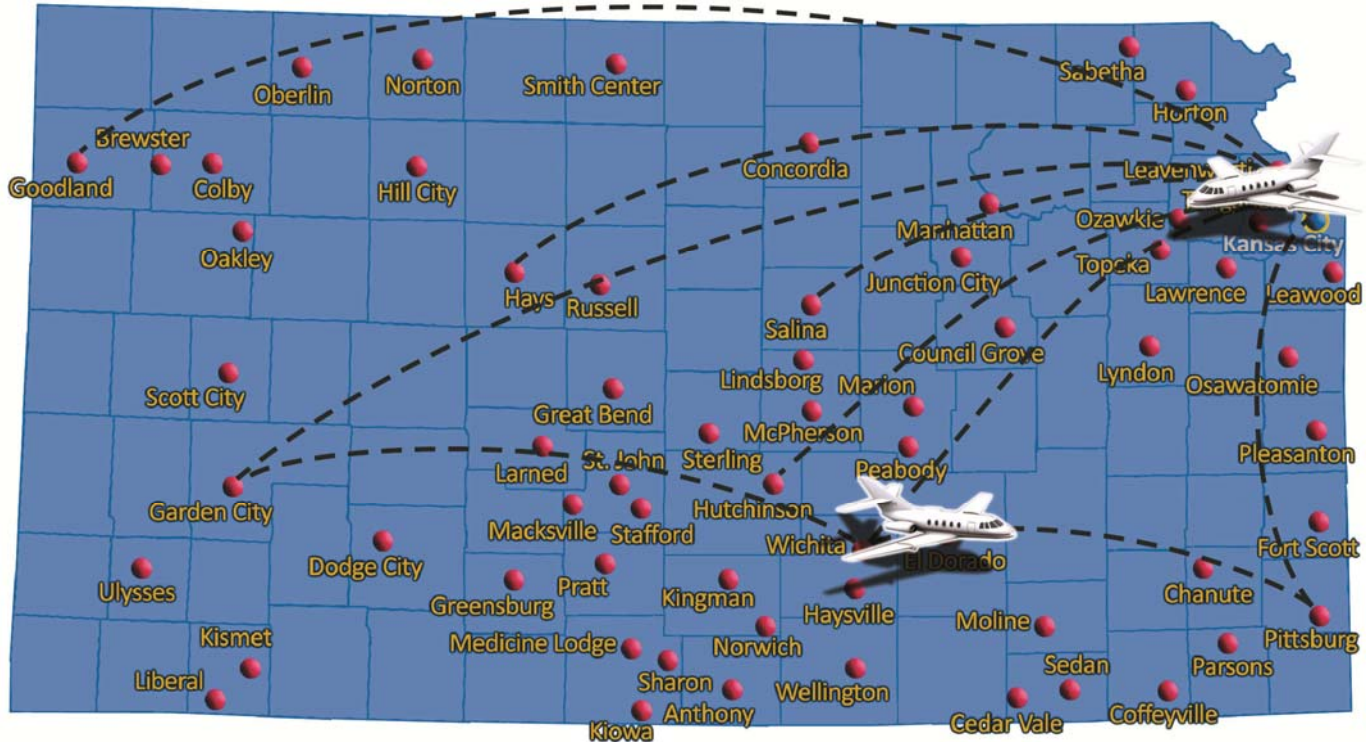 Sabetha
Norton
Smith Center
Oberlin
Horton
Brewster
Concordia
Goodland
Colby
Hill City
Ozawkie
Manhattan
Kansas City
Oakley
Topeka
Junction City
Hays
Russell
Lawrence
Leawood
Salina
Council Grove
Lyndon
Lindsborg
Marion
Osawatomie
Scott City
Great Bend
McPherson
Pleasanton
Larned
St. John
Sterling
Peabody
Garden City
Hutchinson
Macksville
Stafford
Wichita
Fort Scott
El Dorado
Dodge City
Ulysses
Pratt
Chanute
Greensburg
Kingman
Haysville
Moline
Kismet
Medicine Lodge
Norwich
Pittsburg
Sedan
Parsons
Liberal
Sharon
Wellington
Anthony
Coffeyville
Cedar Vale
Kiowa